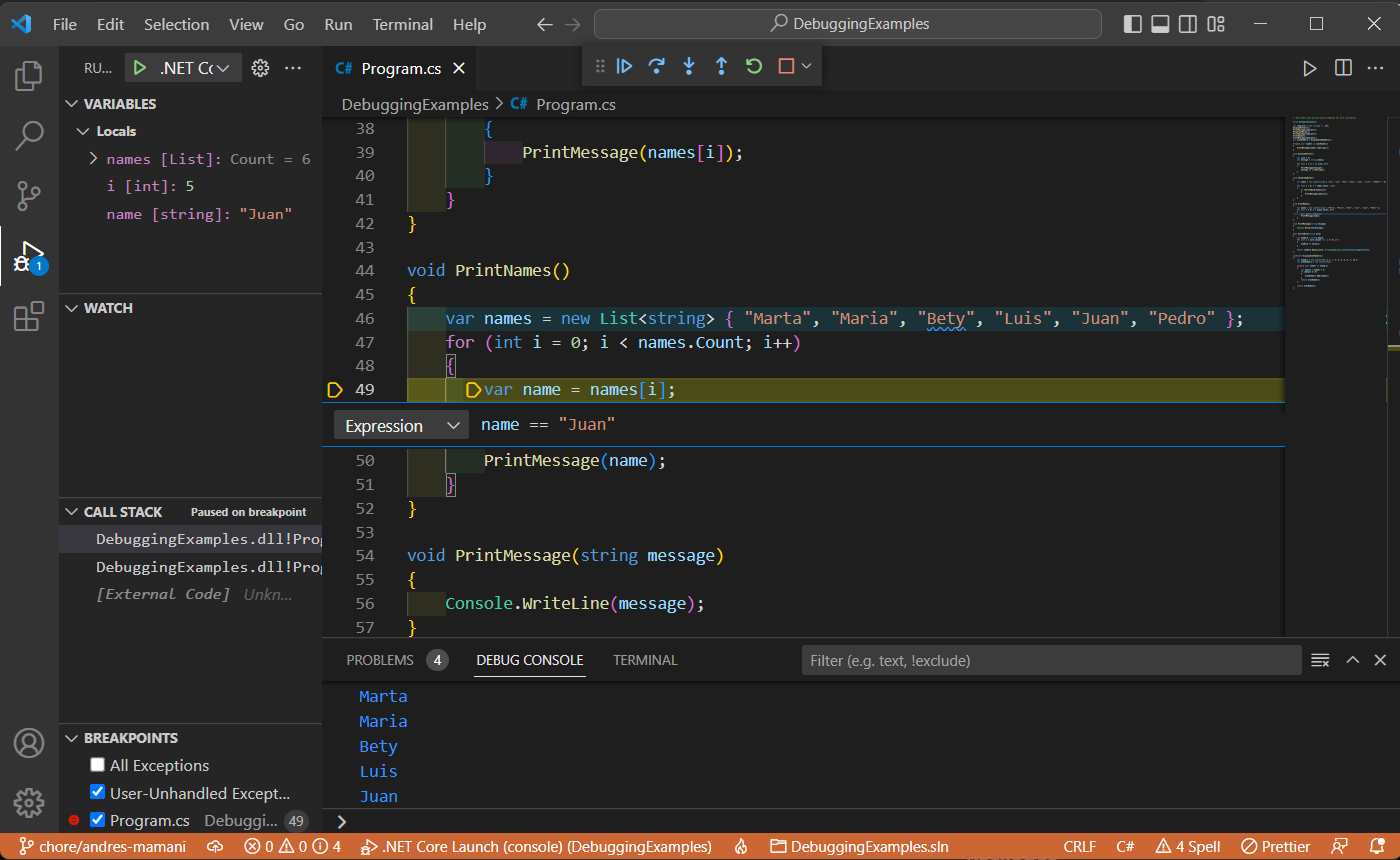 File Edit Selection View Go Run Terminal Help
DebuggingExamples
RU... .NET Cc
C# Program.cs
VARIABLES
Locals
names [List]: Count = 6
i [int]: 5
name [string]: "Juan"
WATCH
CALL STACK Paused on breakpoint
DebuggingExamples.dll!Pro
DebuggingExamples.dll!Pro
[External Code] Unkn...
BREAKPOINTS
All Exceptions
User-Unhandled Except...
Program.cs Debuggi... 49
1
DebuggingExamples > C# Program.cs
38 {
39 PrintMessage(names[i]);
40 }
41 }
42 }
43
44 void PrintNames()
45 {
46 var names = new List<string> { "Marta", "Maria", "Bety", "Luis", "Juan", "Pedro" };
47 for (int i = 0; i < names.Count; i++)
48 {
49 var name = names[i];
Expression name == "Juan"
50 PrintMessage(name);
51 }
52 }
53
54 void PrintMessage(string message)
55 {
56 Console.WriteLine(message);
57 }
PROBLEMS 4 DEBUG CONSOLE TERMINAL
Filter (e.g. text, !exclude)
Marta
Maria
Bety
Luis
Juan
chore/andres-mamani 0 0 4 .NET Core Launch (console) (DebuggingExamples) DebuggingExamples.sln CRLF C# 4 Spell Prettier